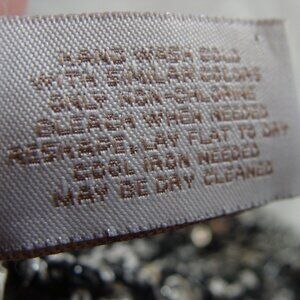 HAND WASH COLD
WITH SIMILAR COLORS
ONLY NON-CHLORINE
BLEACH WHEN NEEDED
RESHAPE, LAY FLAT TO DRY
COOL IRON NEEDED
MAY BE DRY CLEANED